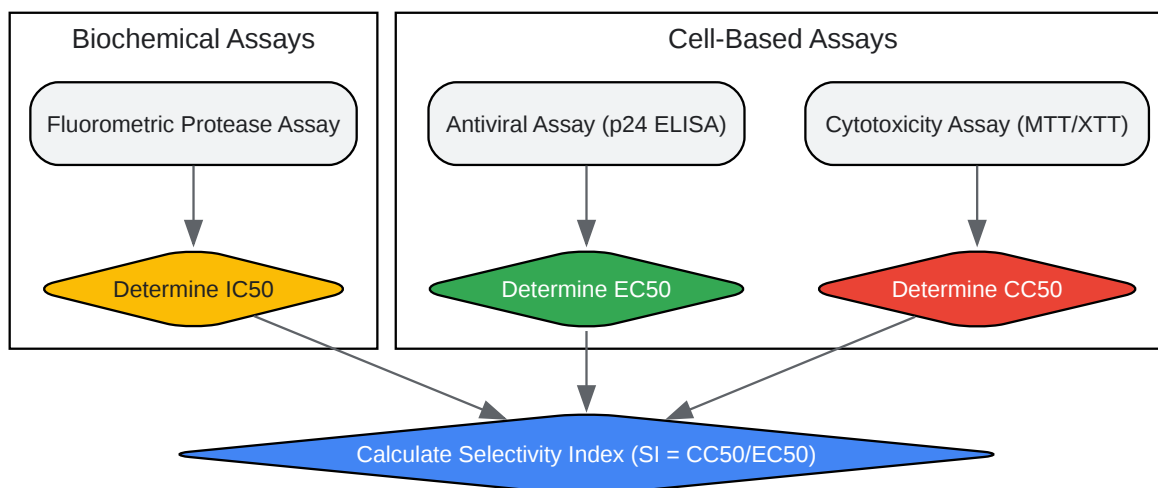 Biochemical Assays
Cell-Based Assays
Fluorometric Protease Assay
Antiviral Assay (p24 ELISA)
Cytotoxicity Assay (MTT/XTT)
Determine IC50
Determine EC50
Determine CC50
Calculate Selectivity Index (SI = CC50/EC50)